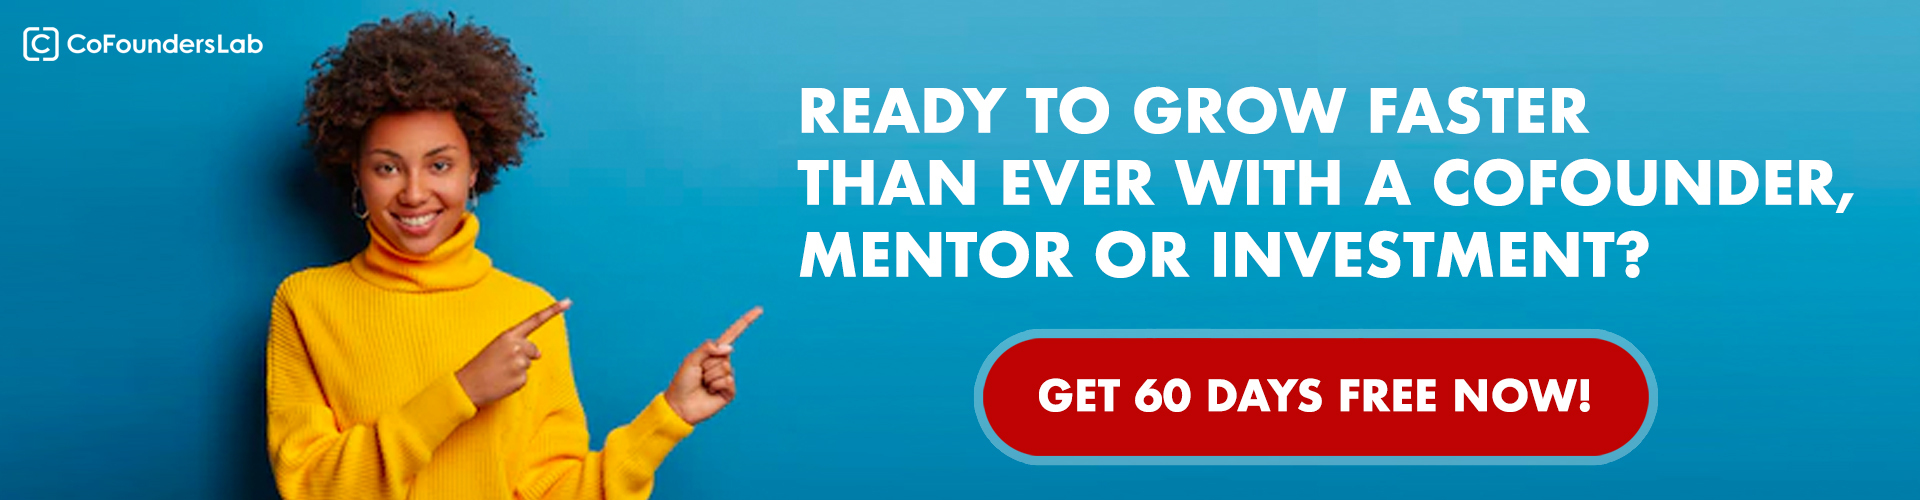 [C] CoFoundersLab
READY TO GROW FASTER
THAN EVER WITH A COFOUNDER,
MENTOR OR INVESTMENT?
GET 60 DAYS FREE NOW!